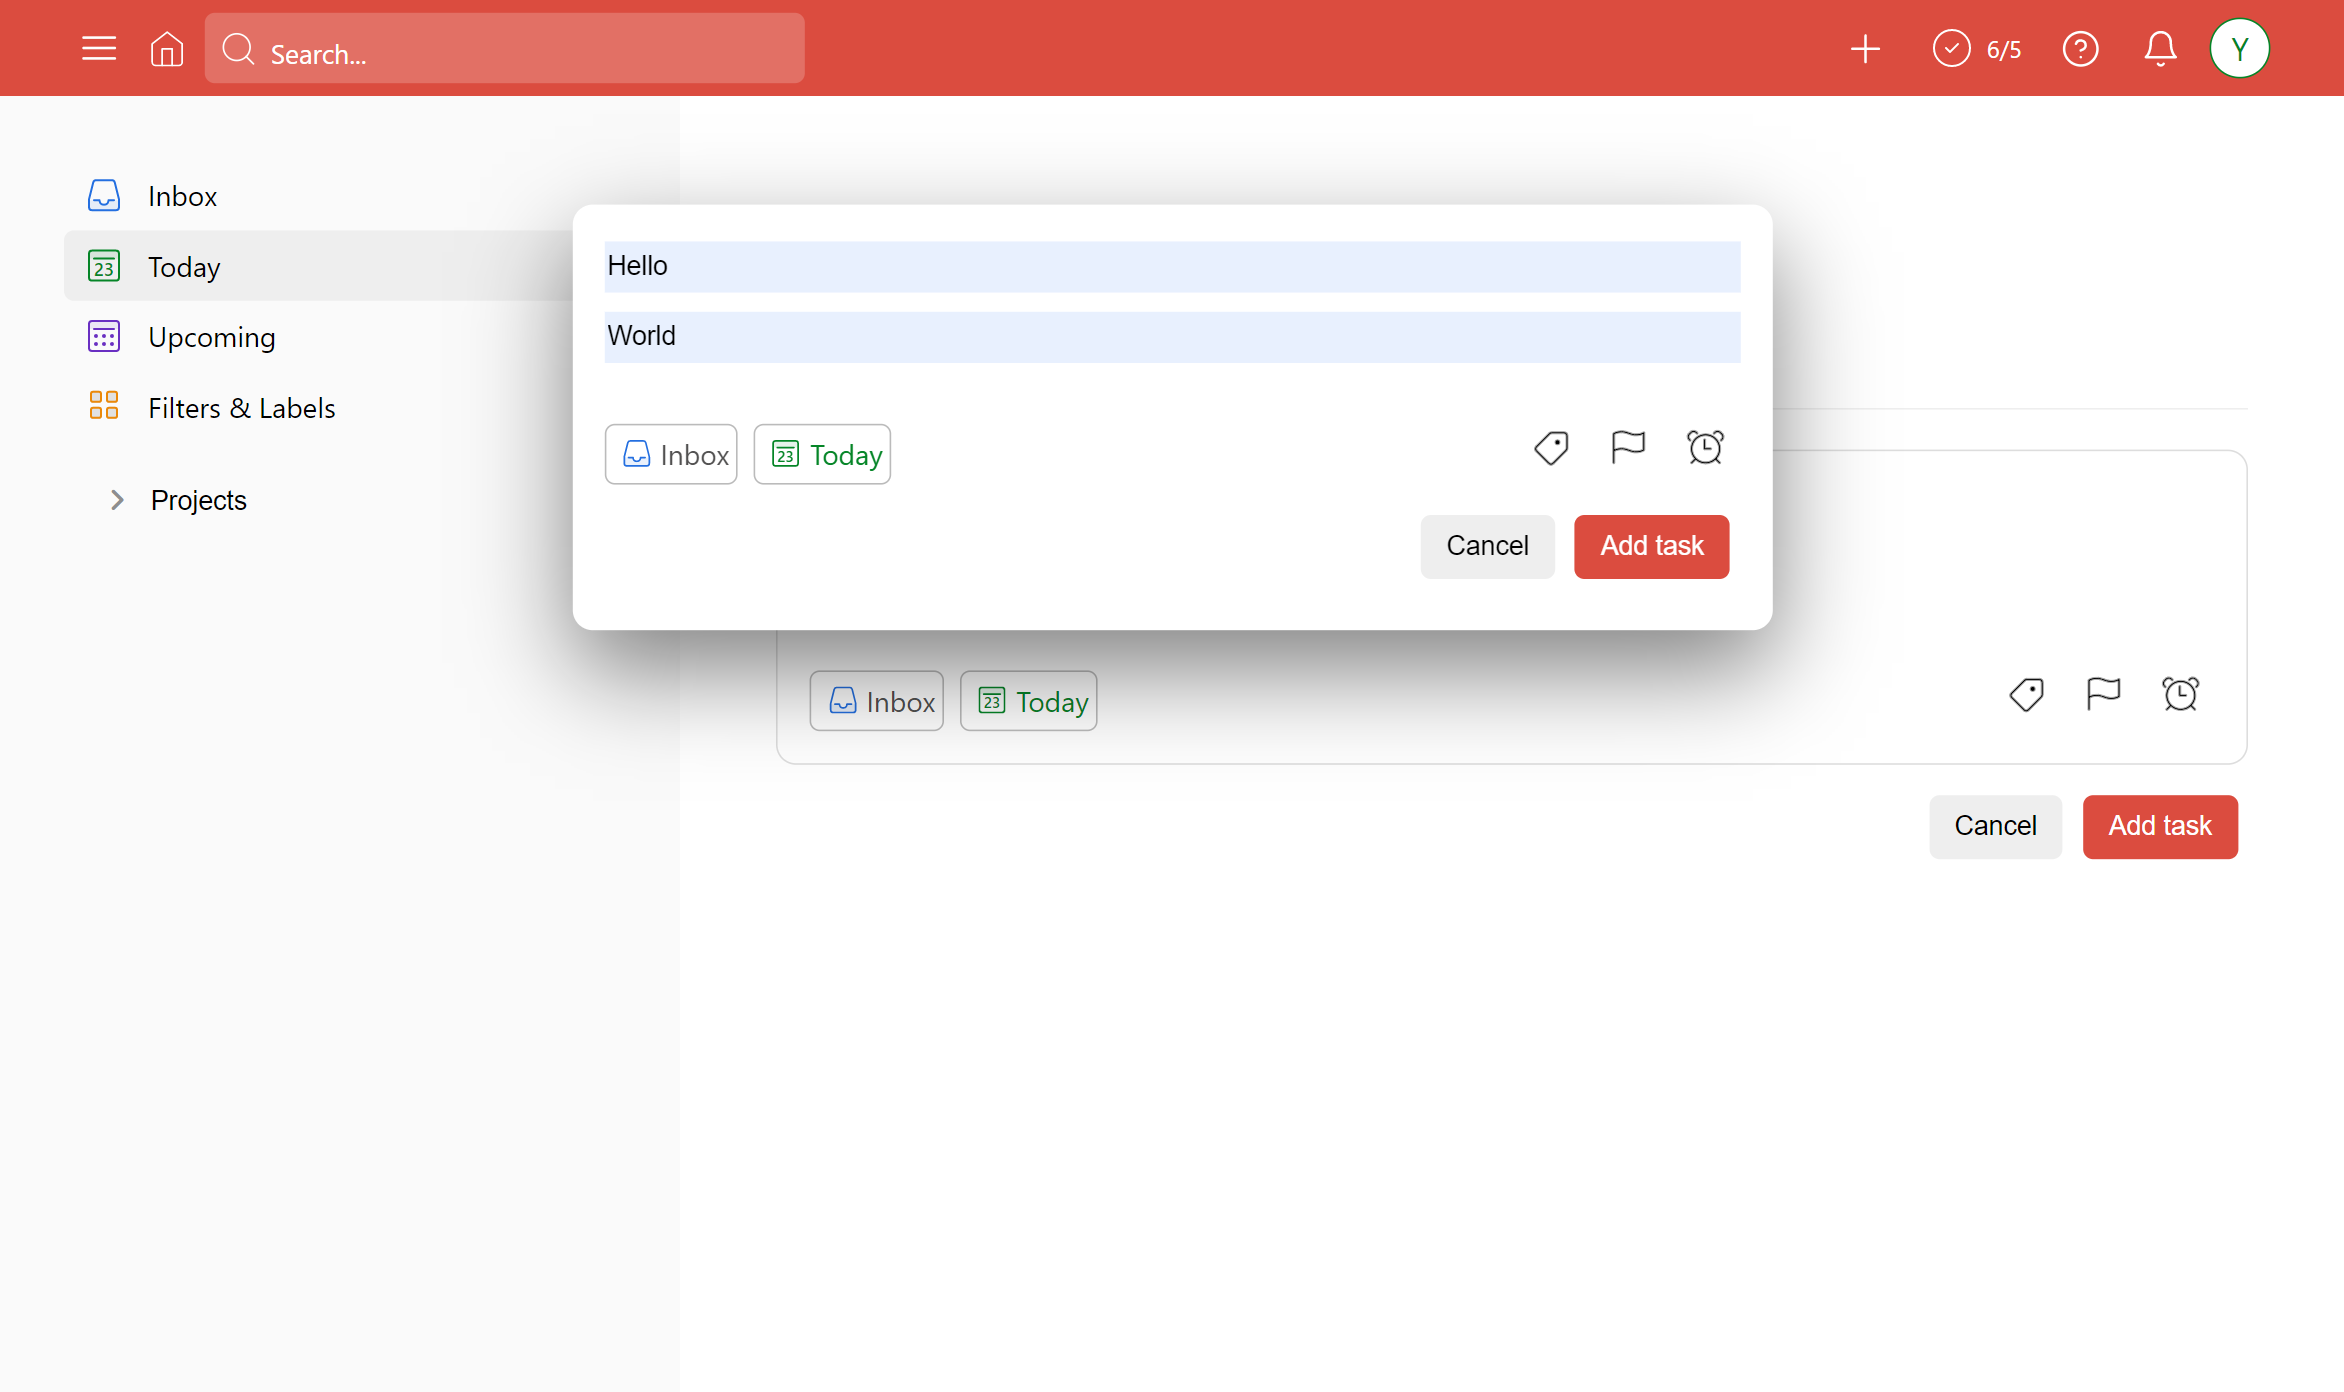 Search...
6/5
Y
Inbox
23 Today
Upcoming
Filters & Labels
Projects
Hello
World
Inbox
23 Today
Cancel
Add task
Inbox
23 Today
Cancel
Add task